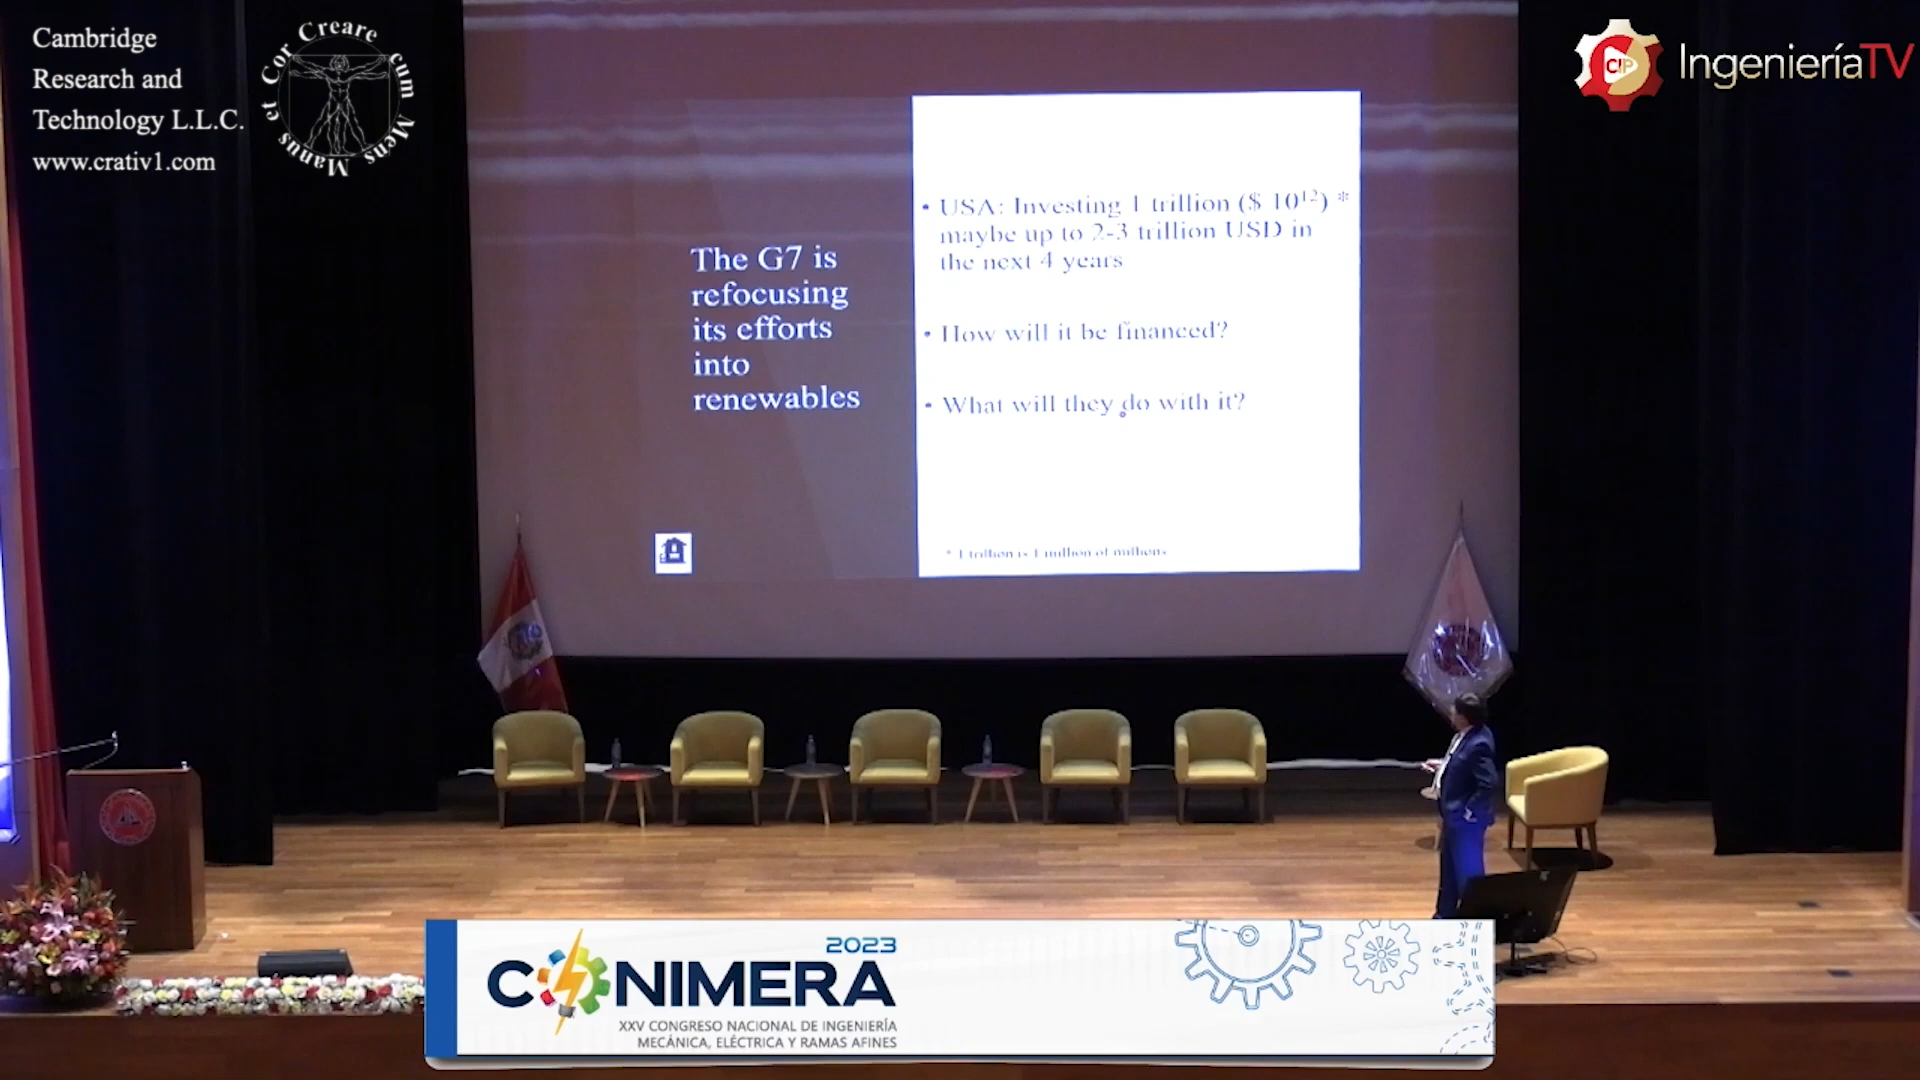 Cambridge
Research and
Technology L.L.C.
www.crativ1.com
Mens et Manus et Cor Creare cum
CIP
IngenieríaTV
The G7 is
refocusing
its efforts
into
renewables
• USA: Investing 1 trillion ($ 10¹²) *
maybe up to 2-3 trillion USD in
the next 4 years
• How will it be financed?
• What will they do with it?
* 1 trillion is 1 million of millions
2023
CONIMERA
XXV CONGRESO NACIONAL DE INGENIERÍA
MECÁNICA, ELÉCTRICA Y RAMAS AFINES